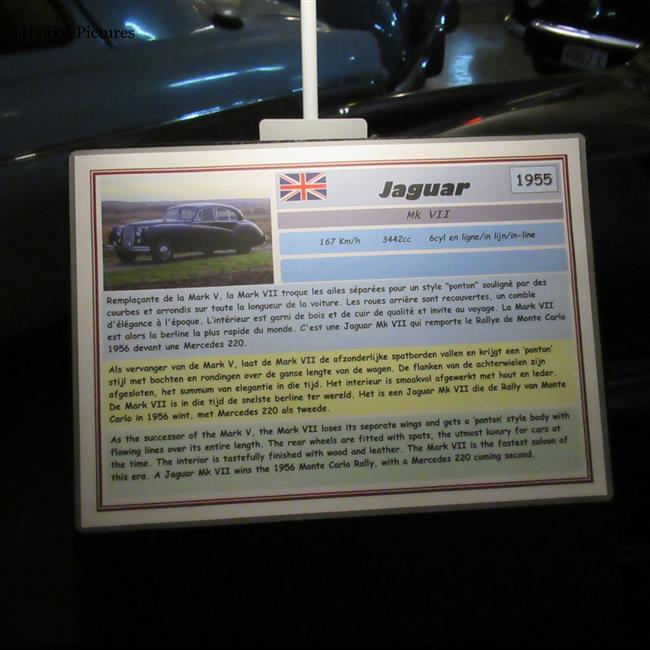 Haujot Pictures
Jaguar
1955
Mk VII
167 Km/h 3442cc 6cyl en ligne/in lijn/in-line
Remplaçante de la Mark V, la Mark VII troque les ailes séparées pour un style "ponton" souligné par des
courbes et arrondis sur toute la longueur de la voiture. Les roues arrière sont recouvertes, un comble
d'élégance à l'époque. L'intérieur est garni de bois et de cuir de qualité et invite au voyage. La Mark VII
est alors la berline la plus rapide du monde. C'est une Jaguar Mk VII qui remporte le Rallye de Monte Carlo
1956 devant une Mercedes 220.
Als vervanger van de Mark V, laat de Mark VII de afzonderlijke spatborden vallen en krijgt een 'ponton'
stijl met bochten en rondingen over de ganse lengte van de wagen. De flanken van de achterwielen zijn
afgesloten, het summum van elegantie in die tijd. Het interieur is smaakvol afgewerkt met hout en leder.
De Mark VII is in die tijd de snelste berline ter wereld. Het is een Jaguar Mk VII die de Rally van Monte
Carlo in 1956 wint, met Mercedes 220 als tweede.
As the successor of the Mark V, the Mark VII loses its separate wings and gets a 'ponton' style body with
flowing lines over its entire length. The rear wheels are fitted with spats, the utmost luxury for cars at
the time. The interior is tastefully finished with wood and leather. The Mark VII is the fastest saloon of
this era. A Jaguar Mk VII wins the 1956 Monte Carlo Rally, with a Mercedes 220 coming second.